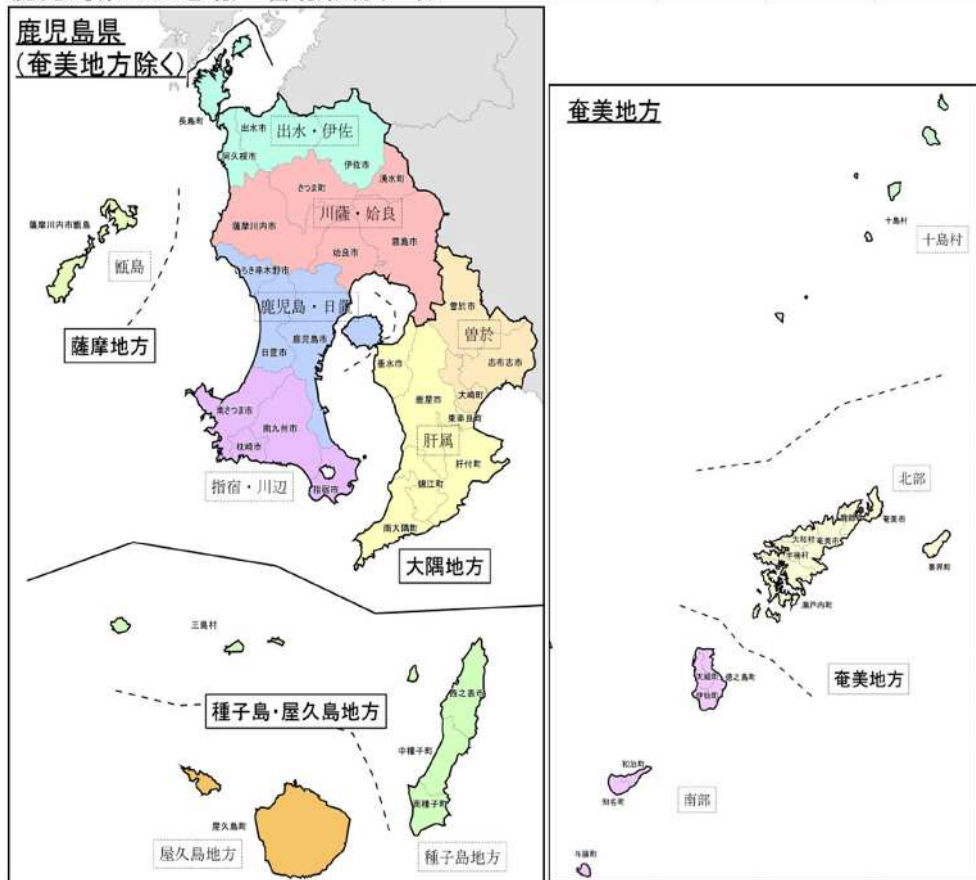 鹿児島県
(奄美地方除く)
長島町
出水市
出水・伊佐
阿久根市
伊佐市
湧水町
さつま町
川薩・姶良
薩摩川内市
姶良市
霧島市
薩摩川内市甑島
甑島
薩摩地方
いちき串木野市
鹿児島・日置
鹿児島市
日置市
曽於市
曽於
志布志市
大崎町
垂水市
鹿屋市
東串良町
肝属
肝付町
錦江町
南大隅町
大隅地方
南さつま市
南九州市
枕崎市
指宿市
指宿・川辺
三島村
種子島・屋久島地方
西之表市
中種子町
南種子町
種子島地方
屋久島町
屋久島地方
奄美地方
十島村
十島村
北部
龍郷町
奄美市
大和村
奄美市
宇検村
喜界町
瀬戸内町
奄美地方
天城町
徳之島町
伊仙町
和泊町
知名町
南部
与論町